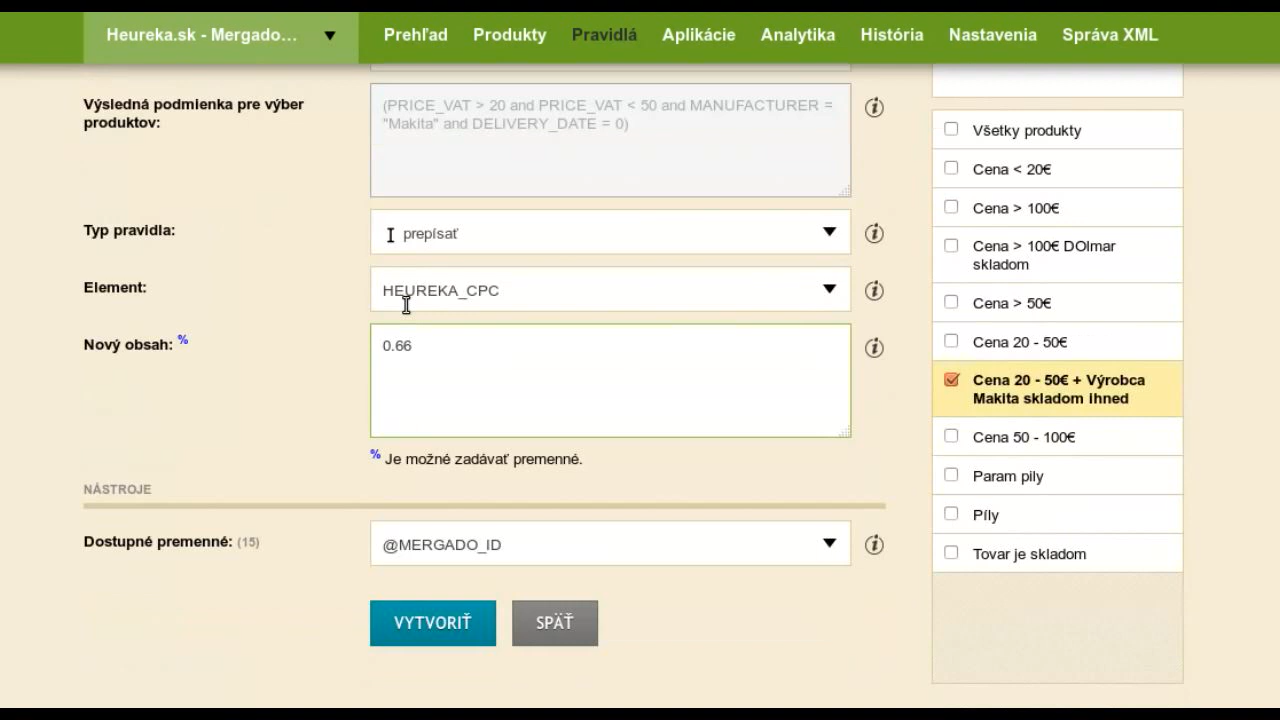 Heureka.sk - Mergado...
Prehľad
Produkty
Pravidlá
Aplikácie
Analytika
História
Nastavenia
Správa XML
Výsledná podmienka pre výber
produktov:
(PRICE_VAT > 20 and PRICE_VAT < 50 and MANUFACTURER =
"Makita" and DELIVERY_DATE = 0)
Typ pravidla:
prepísať
Element:
HEUREKA_CPC
Nový obsah: %
0.66
% Je možné zadávať premenné.
NÁSTROJE
Dostupné premenné: (15)
@MERGADO_ID
VYTVORIŤ
SPÄŤ
Všetky produkty
Cena < 20€
Cena > 100€
Cena > 100€ DOlmar
skladom
Cena > 50€
Cena 20 - 50€
Cena 20 - 50€ + Výrobca
Makita skladom ihned
Cena 50 - 100€
Param pily
Píly
Tovar je skladom